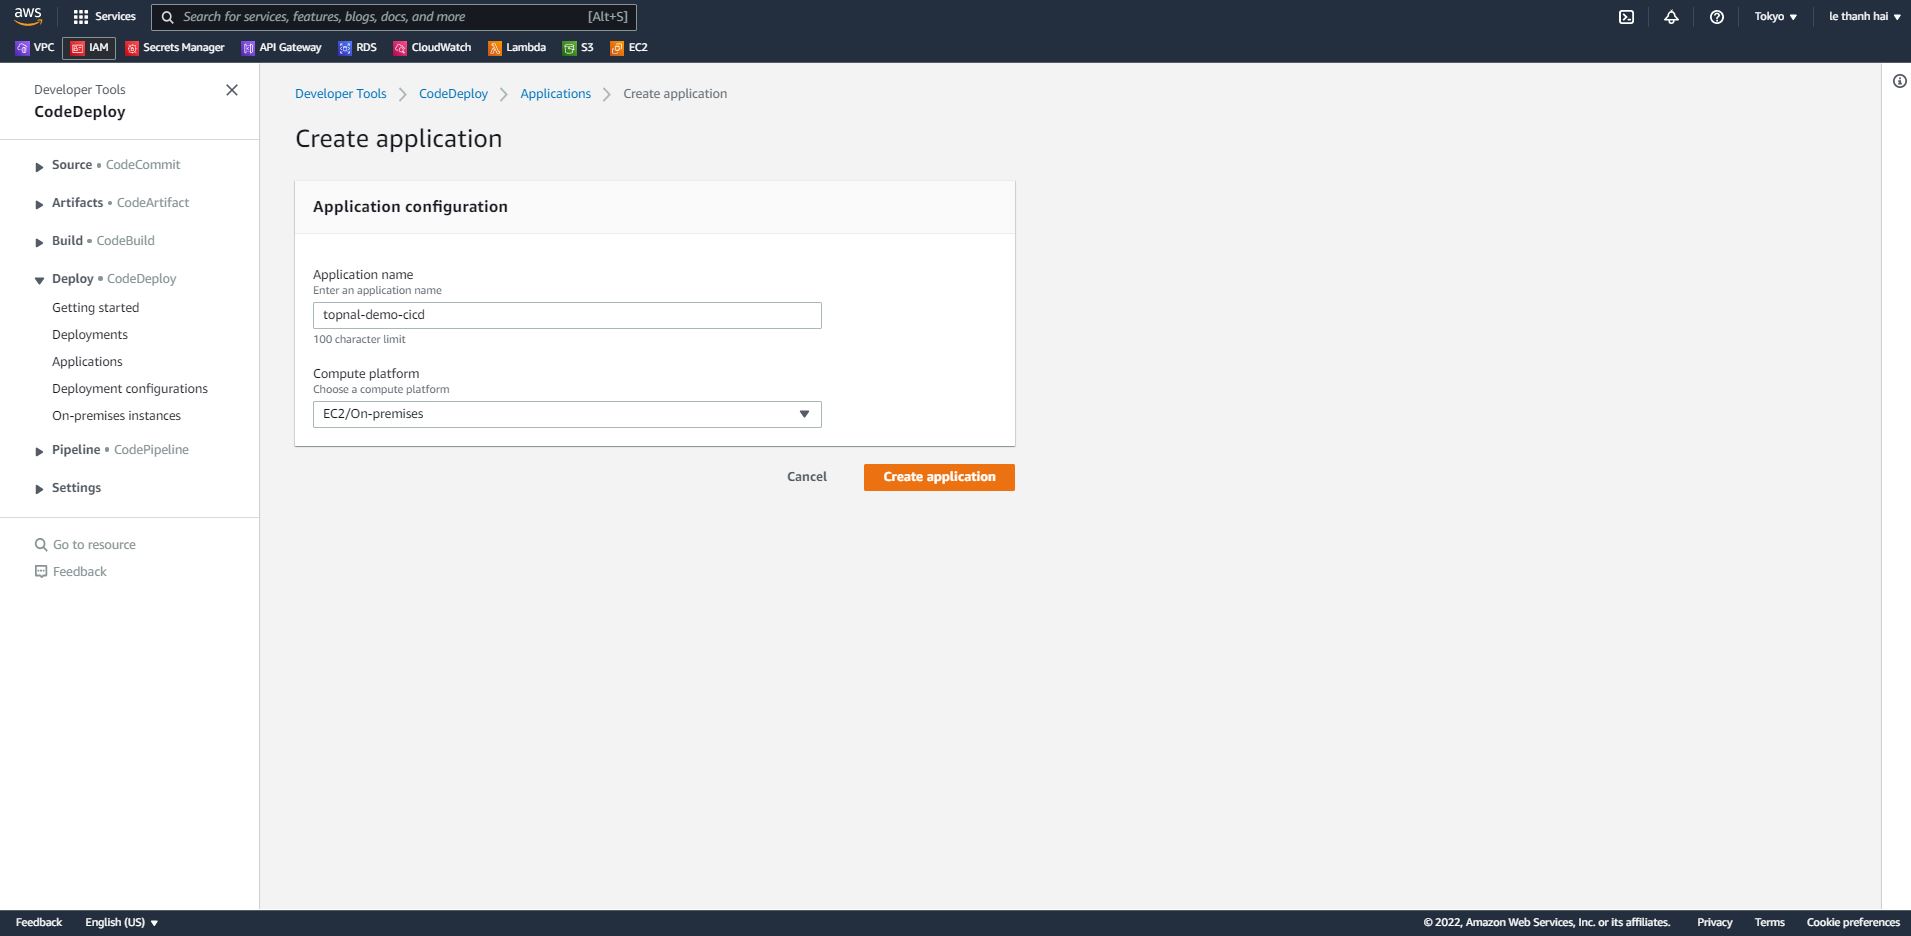 aws
Services
Search for services, features, blogs, docs, and more
[Alt+S]
Tokyo
le thanh hai
VPC
IAM
Secrets Manager
API Gateway
RDS
CloudWatch
Lambda
S3
EC2
Developer Tools
CodeDeploy
Source • CodeCommit
Artifacts • CodeArtifact
Build • CodeBuild
Deploy • CodeDeploy
Getting started
Deployments
Applications
Deployment configurations
On-premises instances
Pipeline • CodePipeline
Settings
Go to resource
Feedback
Developer Tools
CodeDeploy
Applications
Create application
Create application
Application configuration
Application name
Enter an application name
topnal-demo-cicd
100 character limit
Compute platform
Choose a compute platform
EC2/On-premises
Cancel
Create application
Feedback
English (US)
© 2022, Amazon Web Services, Inc. or its affiliates.
Privacy
Terms
Cookie preferences